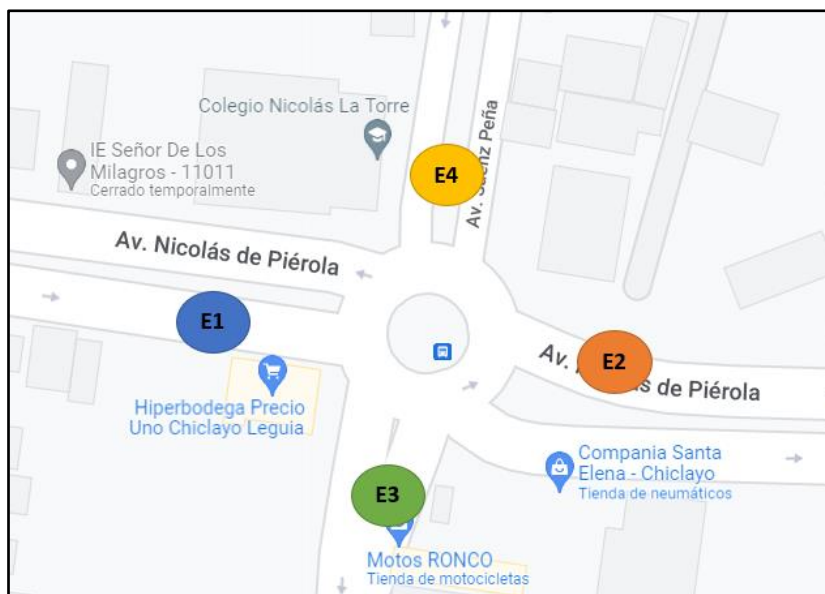 Colegio Nicolás La Torre
IE Señor De Los
Milagros - 11011
Cerrado temporalmente
E4
Av. Sáenz Peña
Av. Nicolás de Piérola
E1
E2
Av. de Piérola
Hiperbodega Precio
Uno Chiclayo Leguia
Compania Santa
Elena - Chiclayo
Tienda de neumáticos
E3
Motos RONCO
Tienda de motocicletas